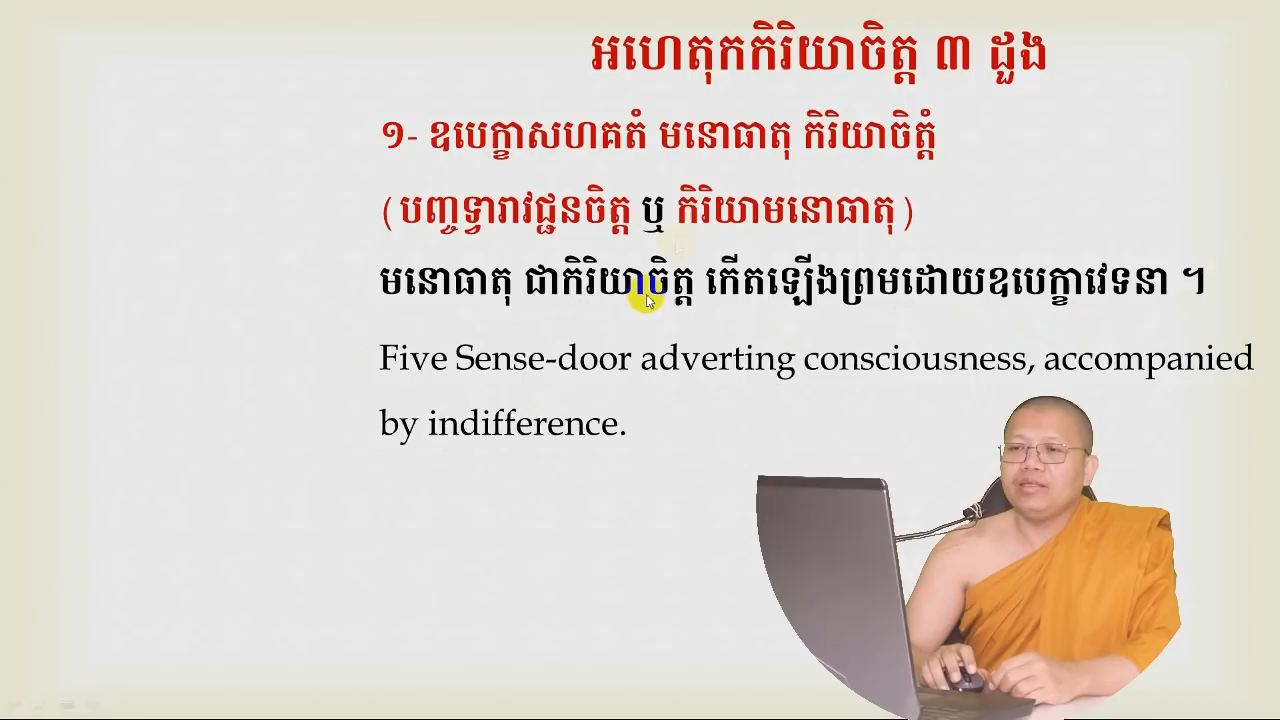 អហេតុកកិរិយាចិត្ត ៣ ដួង
១- ឧបេក្ខាសហគតំ មនោធាតុ កិរិយាចិត្តំ
(បញ្ចទ្វារាវជ្ជនចិត្ត ឬ កិរិយាមនោធាតុ)
មនោធាតុ ជាកិរិយាចិត្ត កើតឡើងព្រមដោយឧបេក្ខាវេទនា ។
Five Sense-door adverting consciousness, accompanied
by indifference.